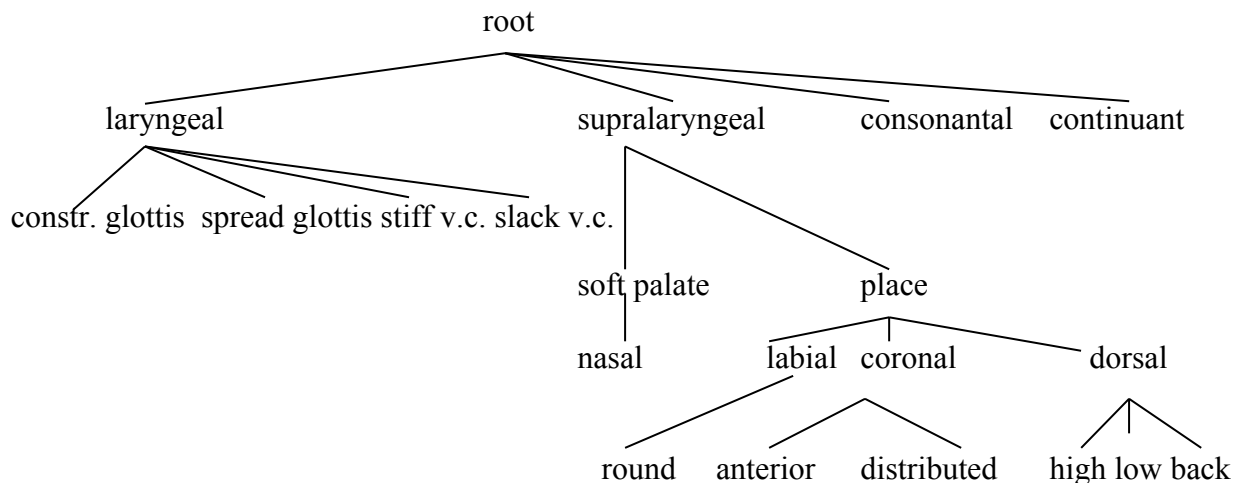 root
laryngeal supralaryngeal consonantal continuant
constr. glottis spread glottis stiff v.c. slack v.c.
soft palate place
nasal labial coronal dorsal
round anterior distributed high low back